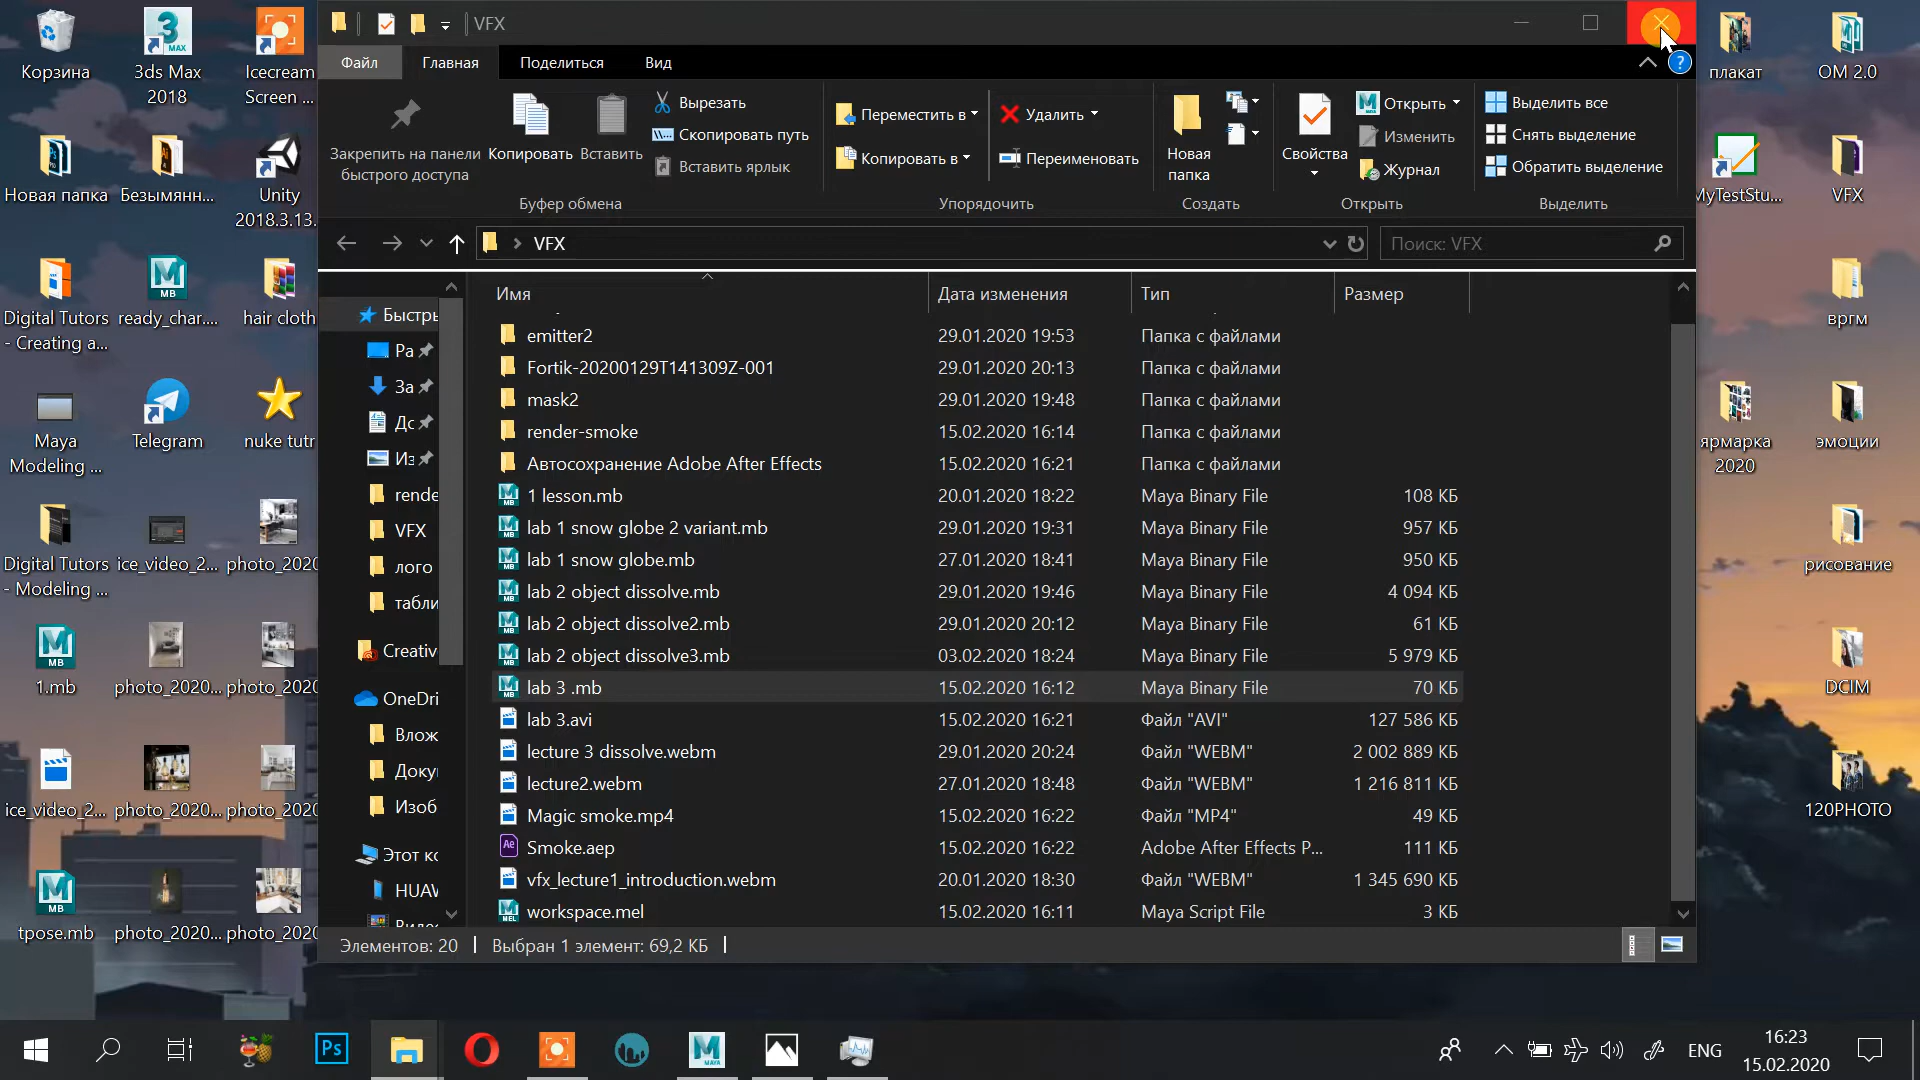 VFX
Файл
Главная
Поделиться
Вид
Закрепить на панели
быстрого доступа
Копировать
Вставить
Вырезать
Скопировать путь
Вставить ярлык
Буфер обмена
Переместить в
Копировать в
Удалить
Переименовать
Упорядочить
Новая
папка
Создать
Свойства
Открыть
Изменить
Журнал
Открыть
Выделить все
Снять выделение
Обратить выделение
Выделить
VFX
Поиск: VFX
Имя
Дата изменения
Тип
Размер
emitter2 29.01.2020 19:53 Папка с файлами
Fortik-20200129T141309Z-001 29.01.2020 20:13 Папка с файлами
mask2 29.01.2020 19:48 Папка с файлами
render-smoke 15.02.2020 16:14 Папка с файлами
Автосохранение Adobe After Effects 15.02.2020 16:21 Папка с файлами
1 lesson.mb 20.01.2020 18:22 Maya Binary File 108 КБ
lab 1 snow globe 2 variant.mb 29.01.2020 19:31 Maya Binary File 957 КБ
lab 1 snow globe.mb 27.01.2020 18:41 Maya Binary File 950 КБ
lab 2 object dissolve.mb 29.01.2020 19:46 Maya Binary File 4 094 КБ
lab 2 object dissolve2.mb 29.01.2020 20:12 Maya Binary File 61 КБ
lab 2 object dissolve3.mb 03.02.2020 18:24 Maya Binary File 5 979 КБ
lab 3 .mb 15.02.2020 16:12 Maya Binary File 70 КБ
lab 3.avi 15.02.2020 16:21 Файл "AVI" 127 586 КБ
lecture 3 dissolve.webm 29.01.2020 20:24 Файл "WEBM" 2 002 889 КБ
lecture2.webm 27.01.2020 18:48 Файл "WEBM" 1 216 811 КБ
Magic smoke.mp4 15.02.2020 16:22 Файл "MP4" 49 КБ
Smoke.aep 15.02.2020 16:22 Adobe After Effects P... 111 КБ
vfx_lecture1_introduction.webm 20.01.2020 18:30 Файл "WEBM" 1 345 690 КБ
workspace.mel 15.02.2020 16:11 Maya Script File 3 КБ
Быстры
Ра
За
До
Из
rende
VFX
лого
табли
Creativ
OneDri
Влож
Доку
Изоб
Этот ко
HUAW
Элементов: 20
Выбран 1 элемент: 69,2 КБ
Корзина
3ds Max
2018
Icecream
Screen ...
Новая папка
Безымянн...
Unity
2018.3.13.
Digital Tutors
- Creating a...
ready_char....
hair cloth
Maya
Modeling ...
Telegram
nuke tutr
Digital Tutors
- Modeling ...
ice_video_2...
photo_2020
1.mb
photo_2020...
photo_2020
ice_video_2...
photo_2020...
photo_2020
tpose.mb
photo_2020...
photo_2020
плакат
OM 2.0
MyTestStu...
VFX
вргм
ярмарка
2020
эмоции
рисование
DCIM
120PHOTO
Ps
ENG
16:23
15.02.2020